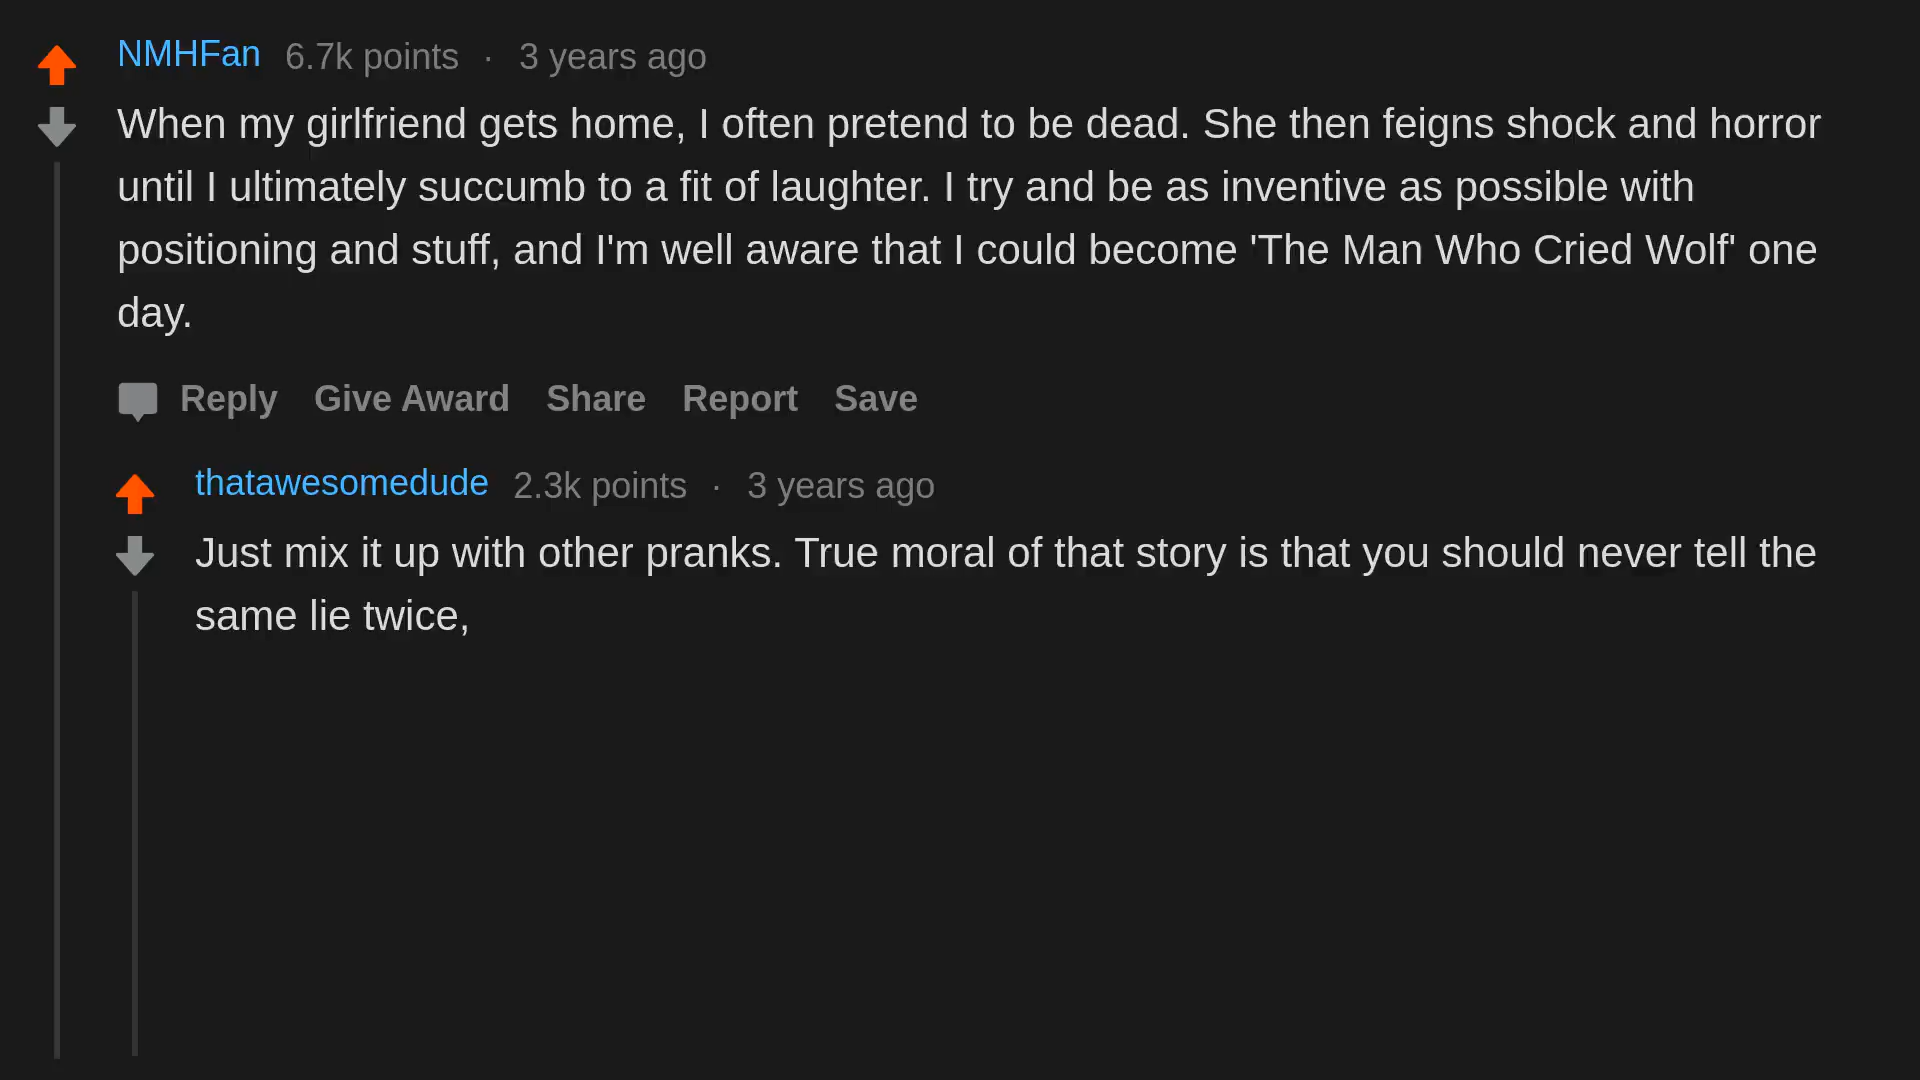 NMHFan 6.7k points · 3 years ago
When my girlfriend gets home, I often pretend to be dead. She then feigns shock and horror
until I ultimately succumb to a fit of laughter. I try and be as inventive as possible with
positioning and stuff, and I'm well aware that I could become 'The Man Who Cried Wolf' one
day.
Reply Give Award Share Report Save
thatawesomedude 2.3k points · 3 years ago
Just mix it up with other pranks. True moral of that story is that you should never tell the
same lie twice,